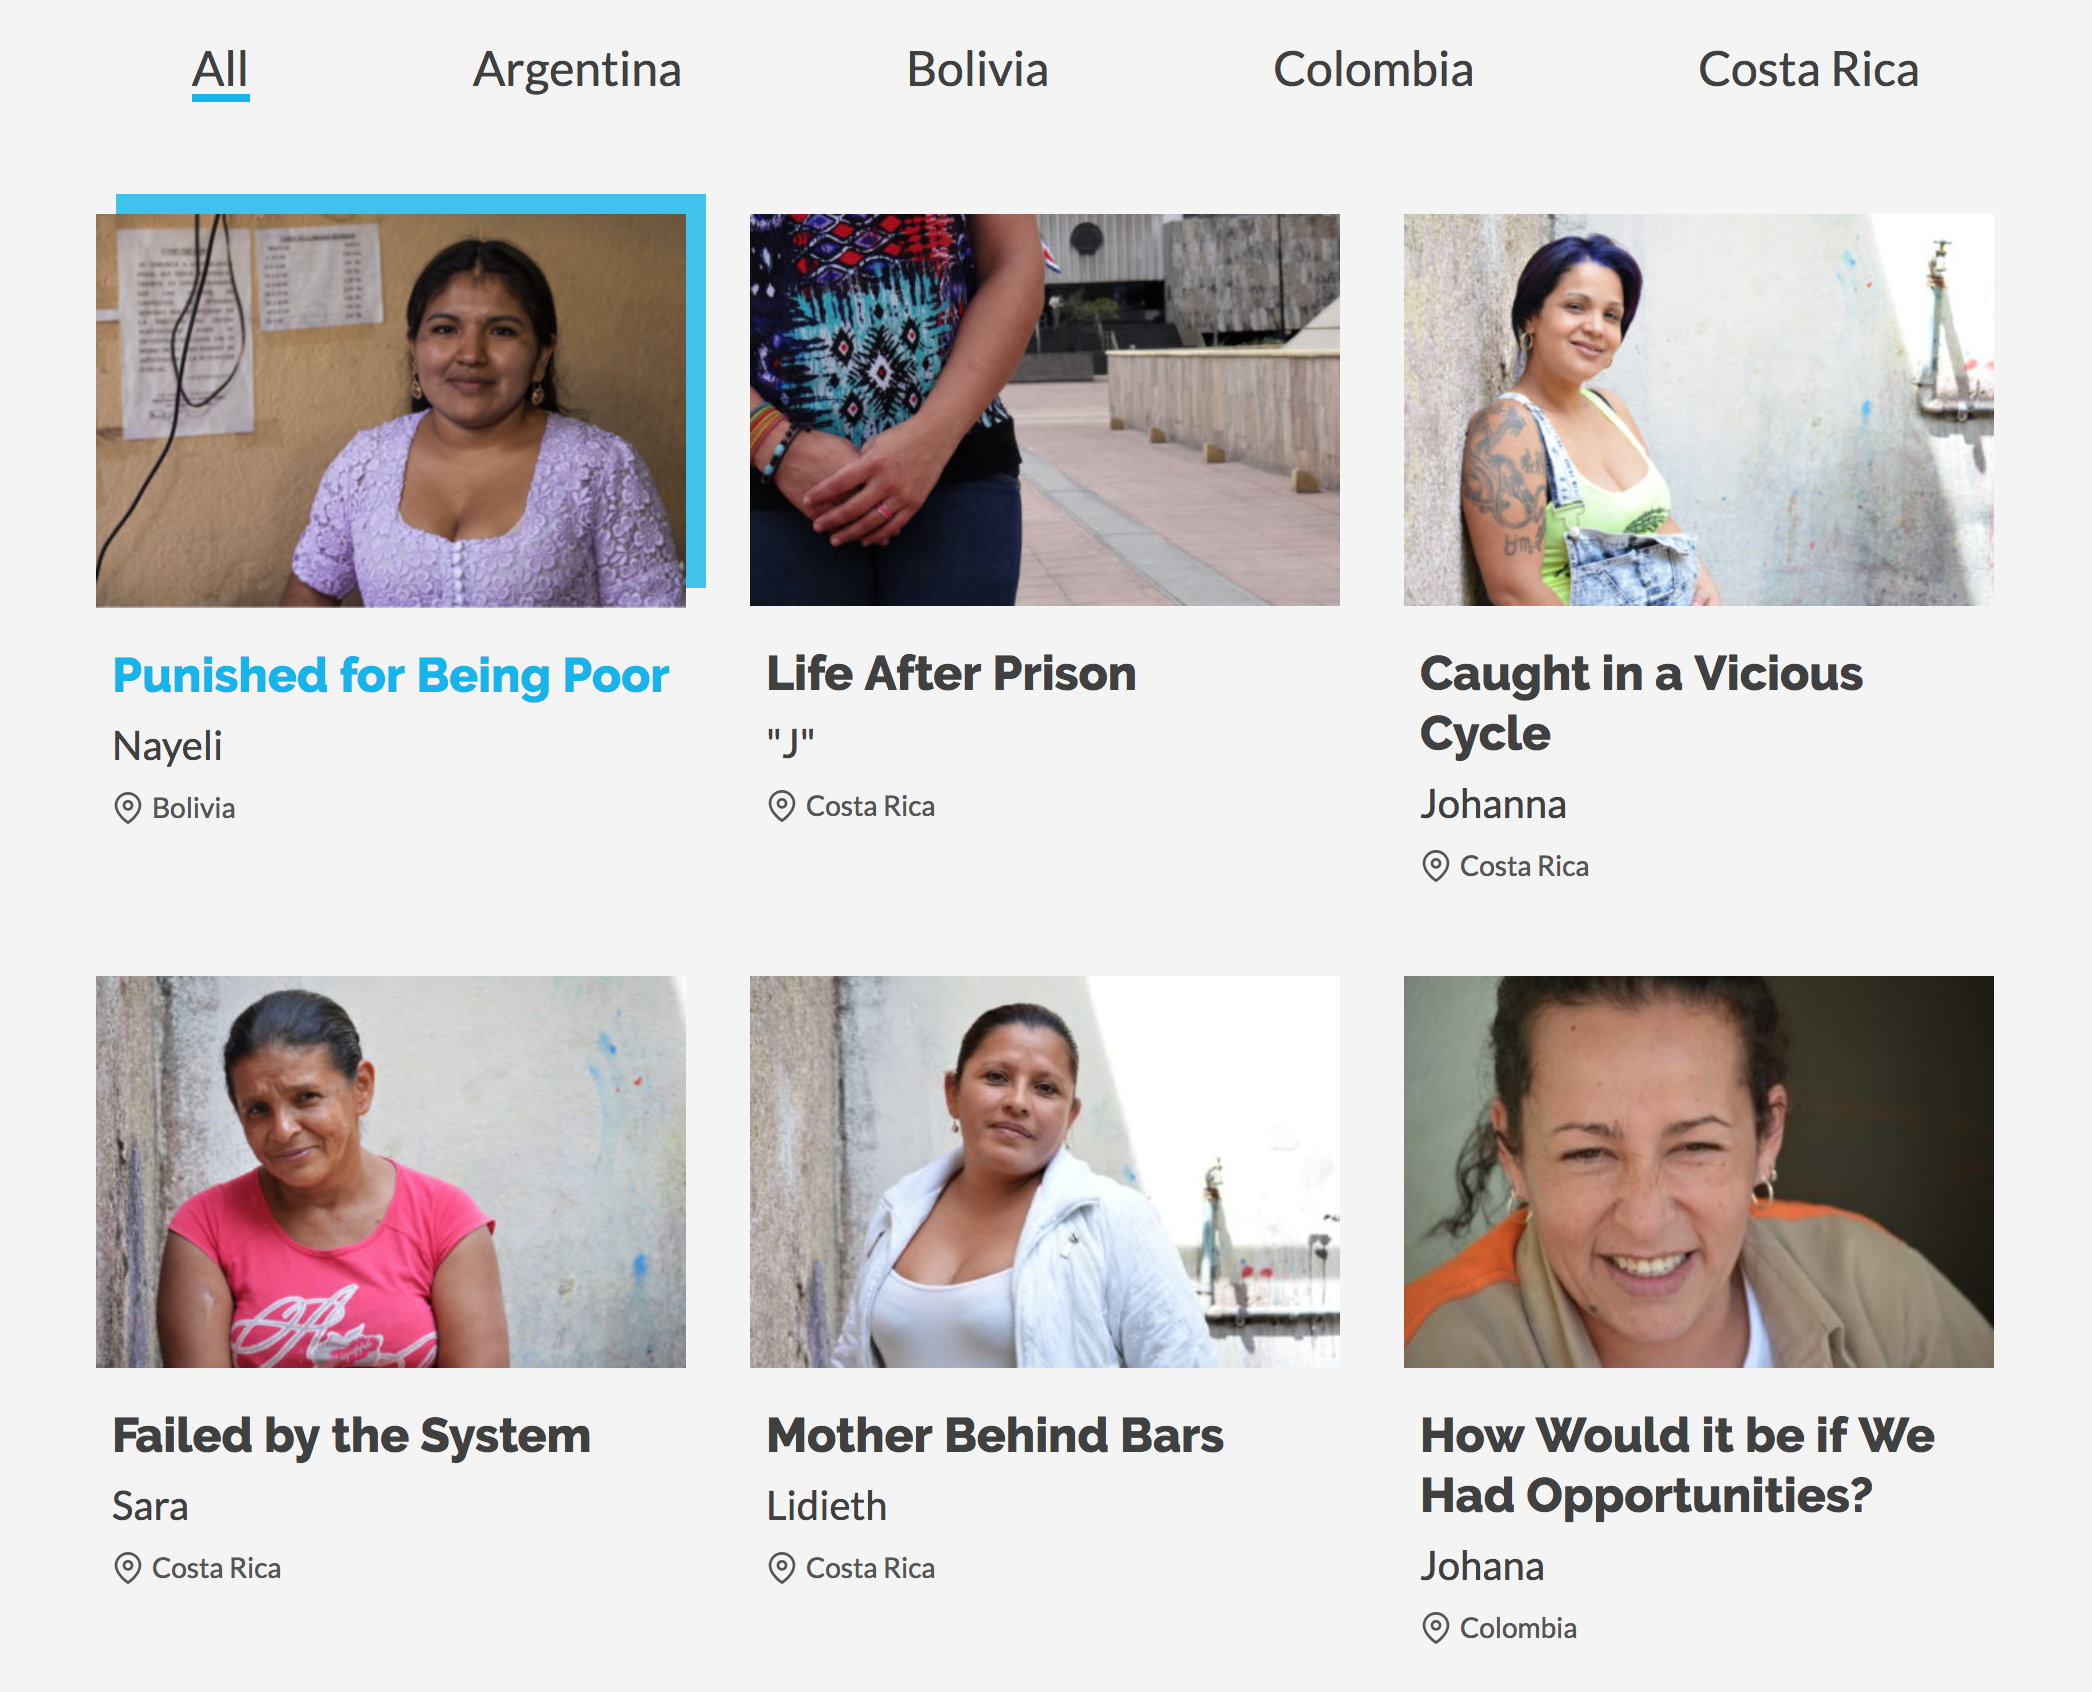 All
Argentina
Bolivia
Colombia
Costa Rica
Punished for Being Poor
Nayeli
Bolivia
Life After Prison
"J"
Costa Rica
Caught in a Vicious
Cycle
Johanna
Costa Rica
Failed by the System
Sara
Costa Rica
Mother Behind Bars
Lidieth
Costa Rica
How Would it be if We
Had Opportunities?
Johana
Colombia